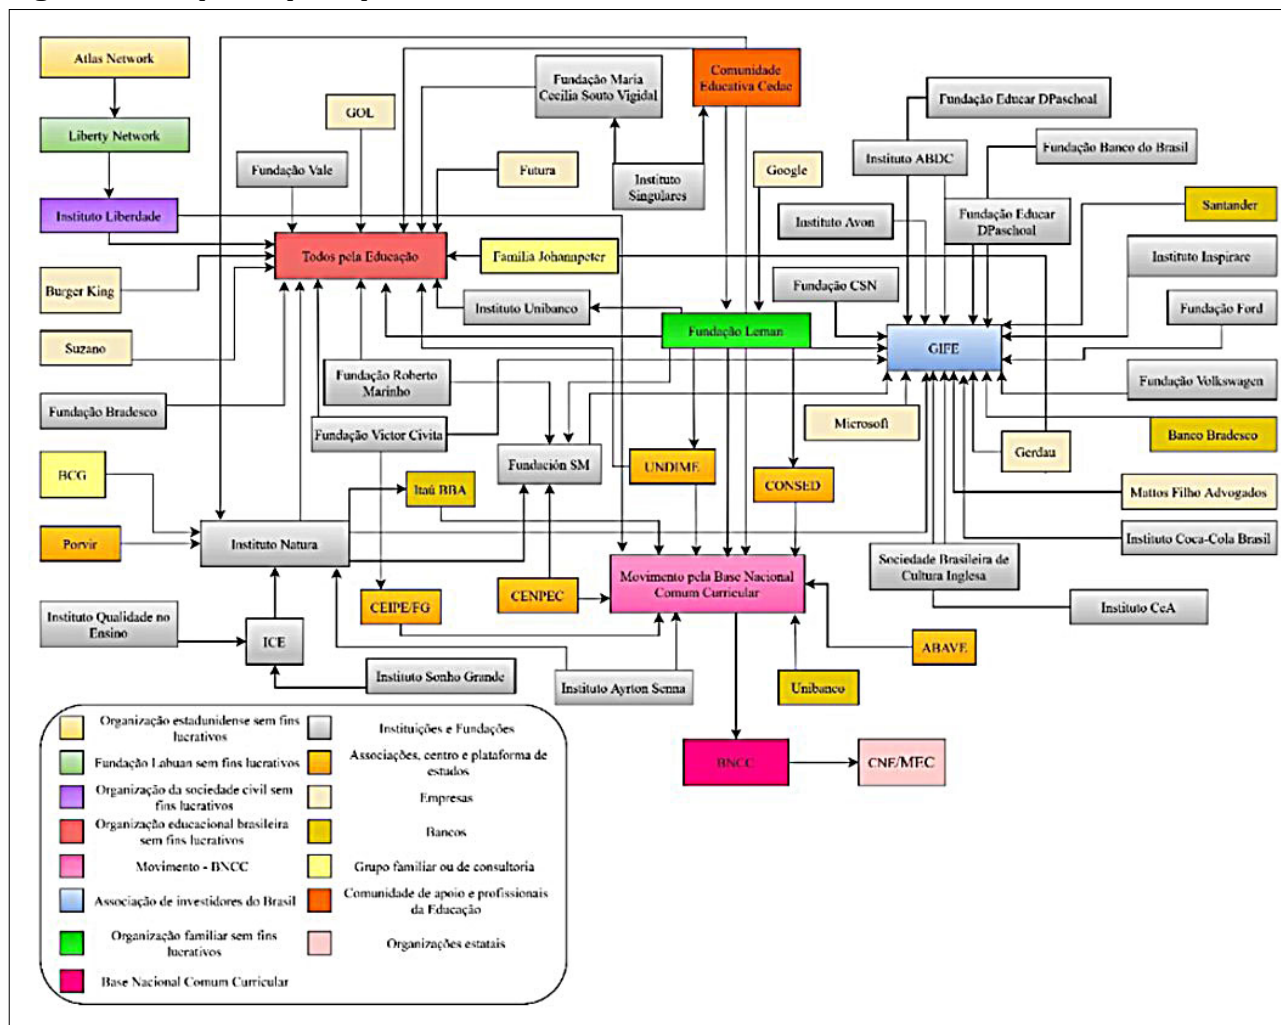 Atlas Network
Comunidade
Educativa Cedac
Fundação Maria
Cecilia Souto Vigidal
Fundação Educar DPaschoal
GOL
Liberty Network
Fundação Banco do Brasil
Instituto ABDC
Fundação Vale
Futura
Instituto
Singulares
Google
Instituto Liberdade
Santander
Fundação Educar
DPaschoal
Instituto Avon
Todos pela Educação
Familia Johannpeter
Instituto Inspirare
Burger King
Fundação CSN
Instituto Unibanco
Fundação Ford
Fundação Leman
GIFE
Suzano
Fundação Roberto
Marinho
Fundação Volkswagen
Fundação Bradesco
Microsoft
Fundação Victor Civita
Banco Bradesco
Gerdau
Fundación SM
UNDIME
BCG
Itaú BBA
CONSED
Mattos Filho Advogados
Porvir
Instituto Natura
Instituto Coca-Cola Brasil
Sociedade Brasileira de
Cultura Inglesa
Movimento pela Base Nacional
Comum Curricular
CEIPE/FG
CENPEC
Instituto CeA
Instituto Qualidade no
Ensino
ICE
ABAVE
Instituto Sonho Grande
Instituto Ayrton Senna
Unibanco
BNCC
CNE/MEC
Organização estadunidense sem fins
lucrativos
Instituições e Fundações
Fundação Labuan sem fins lucrativos
Associações, centro e plataforma de
estudos
Organização da sociedade civil sem
fins lucrativos
Empresas
Organização educacional brasileira
sem fins lucrativos
Bancos
Movimento - BNCC
Grupo familiar ou de consultoria
Associação de investidores do Brasil
Comunidade de apoio e profissionais
da Educação
Organização familiar sem fins
lucrativos
Organizações estatais
Base Nacional Comum Curricular